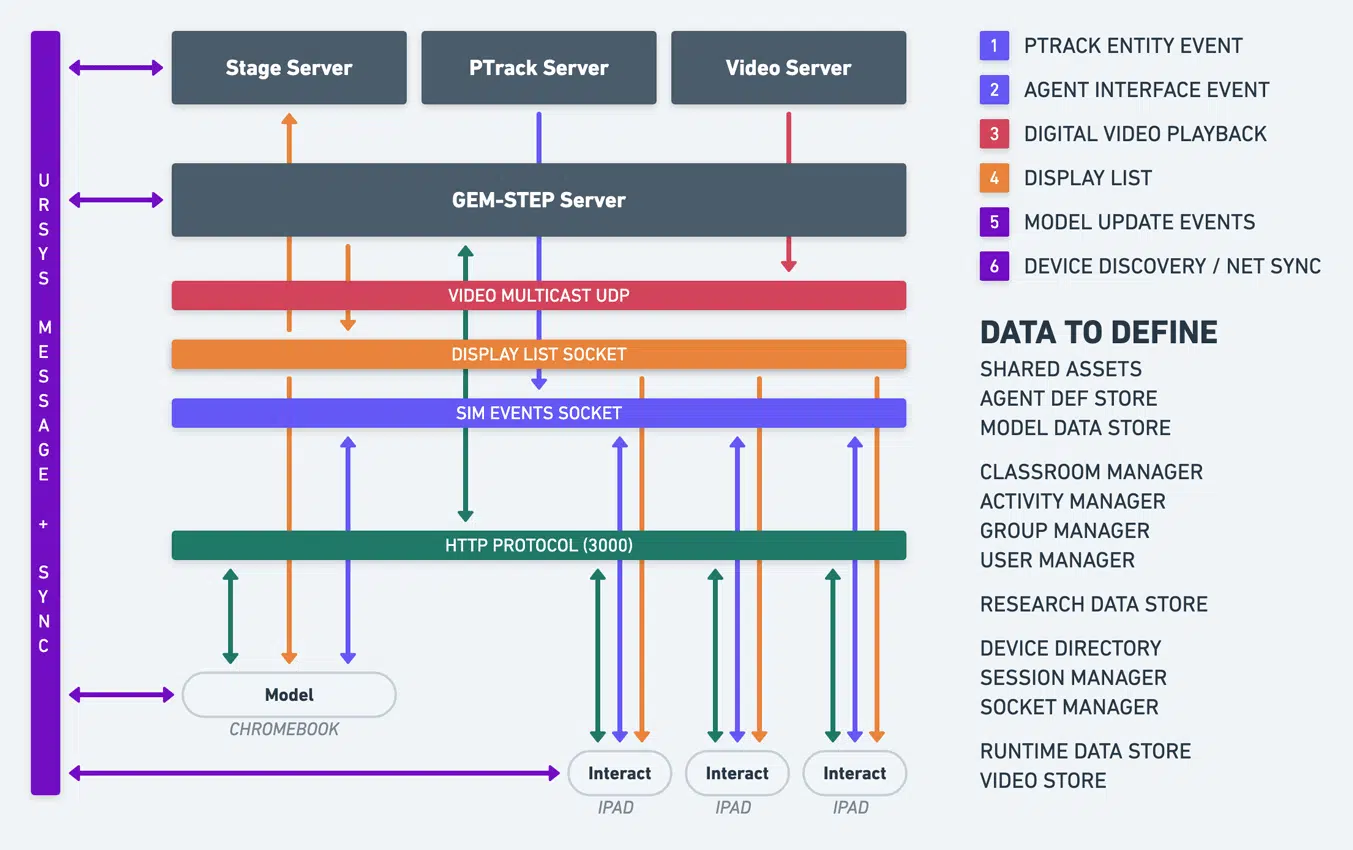 URSYS MESSAGE + SYNC
Stage Server
PTrack Server
Video Server
GEM-STEP Server
VIDEO MULTICAST UDP
DISPLAY LIST SOCKET
SIM EVENTS SOCKET
HTTP PROTOCOL (3000)
Model
CHROMEBOOK
Interact
IPAD
Interact
IPAD
Interact
IPAD
1 PTRACK ENTITY EVENT
2 AGENT INTERFACE EVENT
3 DIGITAL VIDEO PLAYBACK
4 DISPLAY LIST
5 MODEL UPDATE EVENTS
6 DEVICE DISCOVERY / NET SYNC
DATA TO DEFINE
SHARED ASSETS
AGENT DEF STORE
MODEL DATA STORE
CLASSROOM MANAGER
ACTIVITY MANAGER
GROUP MANAGER
USER MANAGER
RESEARCH DATA STORE
DEVICE DIRECTORY
SESSION MANAGER
SOCKET MANAGER
RUNTIME DATA STORE
VIDEO STORE